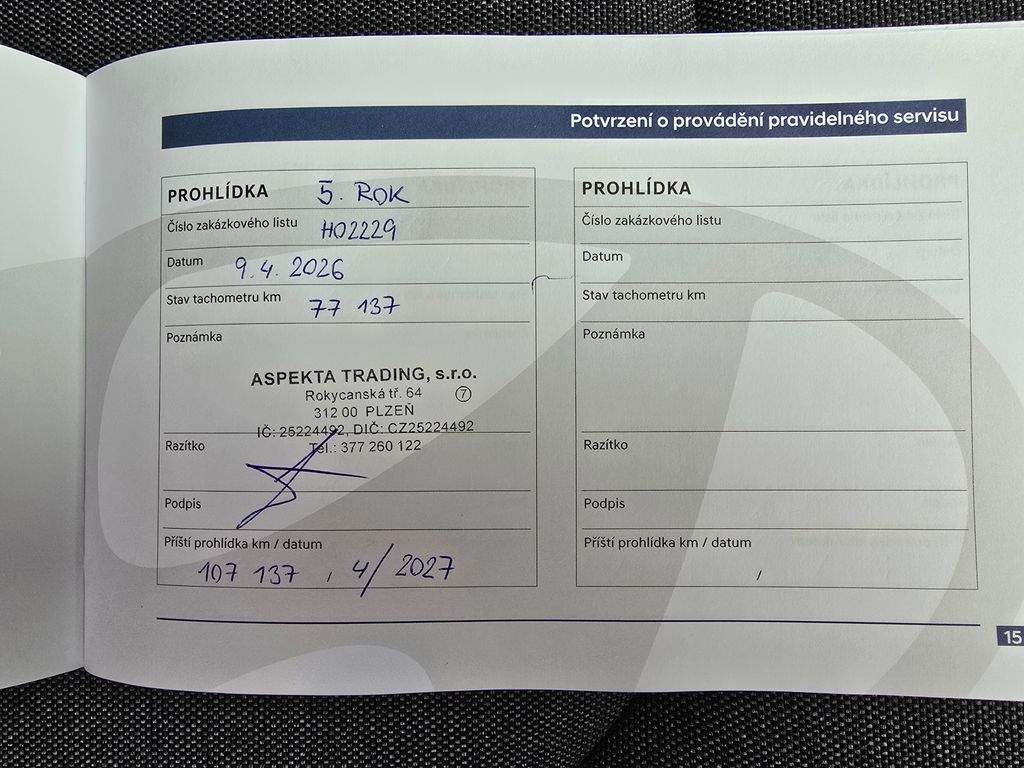 Potvrzení o provádění pravidelného servisu
PROHLÍDKA 5. ROK
Číslo zakázkového listu H02229
Datum 9.4. 2026
Stav tachometru km 77 137
Poznámka
ASPEKTA TRADING, s.r.o.
Rokycanská tř. 64 7
312 00 PLZEŇ
IČ: 25224492, DIČ: CZ25224492
Razítko
Tel.: 377 260 122
Podpis
Příští prohlídka km / datum
107 137 / 4/2027
PROHLÍDKA
Číslo zakázkového listu
Datum
Stav tachometru km
Poznámka
Razítko
Podpis
Příští prohlídka km / datum
/
15